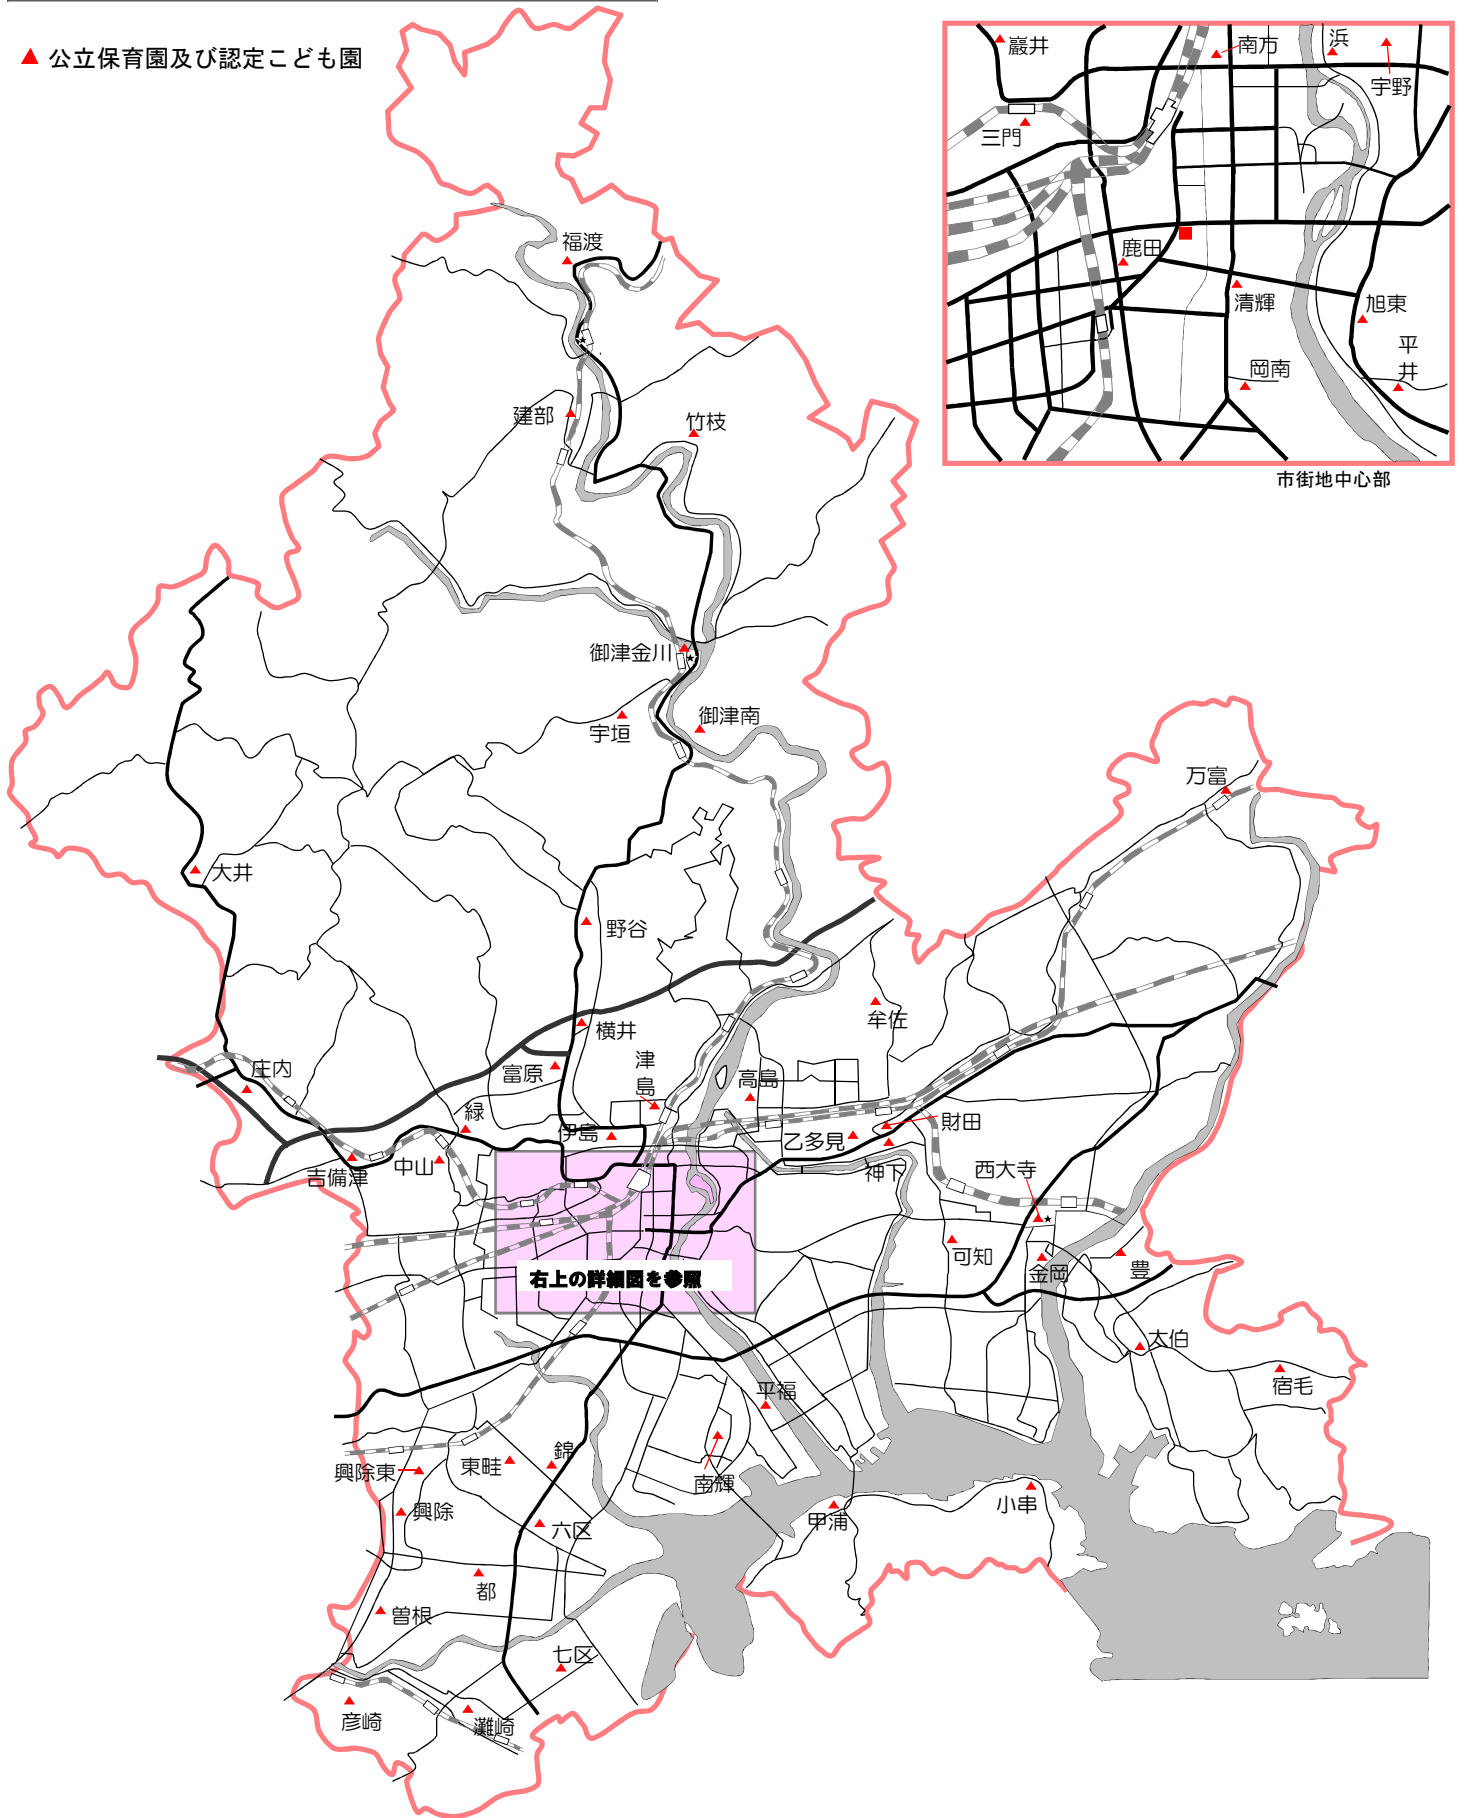 公立保育園及び認定こども園
巖井
南方
浜
宇野
三門
鹿田
清輝
旭東
岡南
平井
市街地中心部
福渡
建部
竹枝
御津金川
宇垣
御津南
万富
大井
野谷
牟佐
横井
富原
津島
高島
庄内
緑
伊島
乙多見
財田
吉備津
中山
神下
西大寺
可知
金岡
豊
右上の詳細図を参照
太伯
宿毛
平福
錦
東畦
興除東
南輝
興除
六区
甲浦
小串
都
曽根
七区
彦崎
灘崎